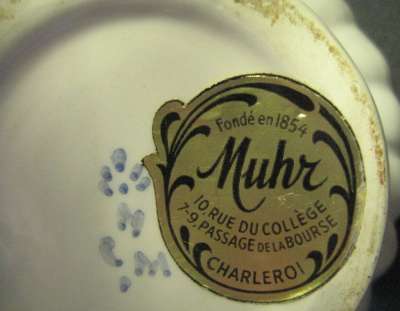 Fondé en 1854
Muhr
10, RUE DU COLLÈGE
7-9, PASSAGE DE LA BOURSE
CHARLEROI